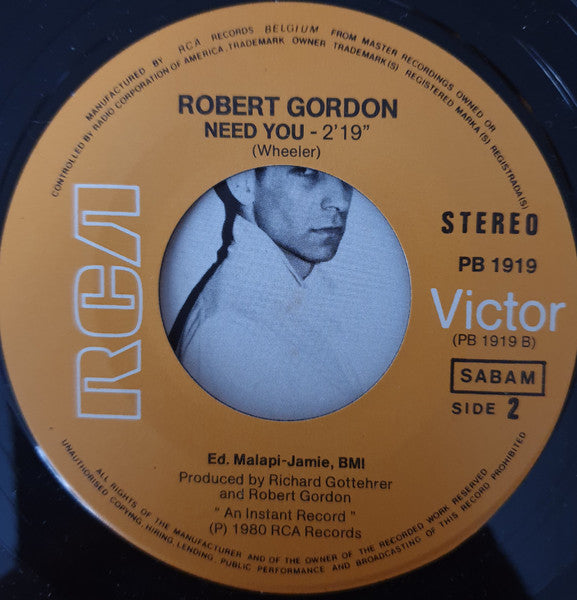 MANUFACTURED BY RCA RECORDS BELGIUM FROM MASTER RECORDINGS OWNED OR
CONTROLLED BY RADIO CORPORATION OF AMERICA. TRADEMARK OWNER TRADEMARK(S) REGISTERED MARKA(S) REGISTRADA(S)
ROBERT GORDON
NEED YOU - 2'19"
(Wheeler)
RCA
STEREO
PB 1919
Victor
(PB 1919 B)
SABAM
SIDE 2
Ed. Malapi-Jamie, BMI
Produced by Richard Gottehrer
and Robert Gordon
" An Instant Record "
(P) 1980 RCA Records
ALL RIGHTS OF THE MANUFACTURER AND OF THE OWNER OF THE RECORDED WORK RESERVED
UNAUTHORISED COPYING, HIRING, LENDING, PUBLIC PERFORMANCE AND BROADCASTING OF THIS RECORD PROHIBITED